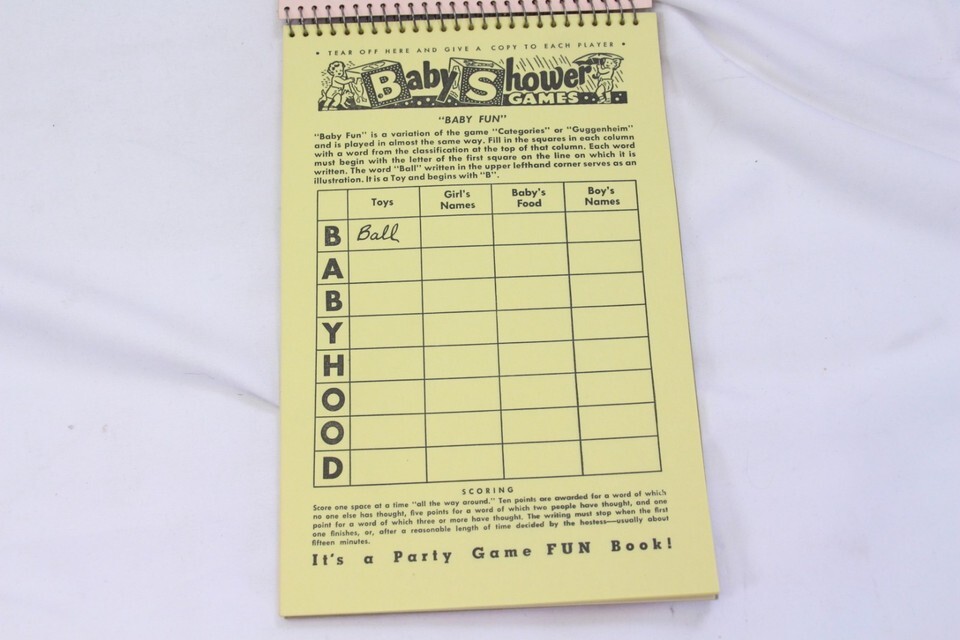 • TEAR OFF HERE AND GIVE A COPY TO EACH PLAYER •
Baby Shower
GAMES
"BABY FUN"
"Baby Fun" is a variation of the game "Categories" or "Guggenheim"
and is played in almost the same way. Fill in the squares in each column
with a word from the classification at the top of that column. Each word
must begin with the letter of the first square on the line on which it is
written. The word "Ball" written in the upper lefthand corner serves as an
illustration. It is a Toy and begins with "B".
Toys Girl's Names Baby's Food Boy's Names
B Ball
A
B
Y
H
O
O
D
SCORING
Score one space at a time "all the way around." Ten points are awarded for a word of which
no one else has thought, five points for a word of which two people have thought, and one
point for a word of which three or more have thought. The writing must stop when the first
one finishes, or, after a reasonable length of time decided by the hostess—usually about
fifteen minutes.
It's a Party Game FUN Book!